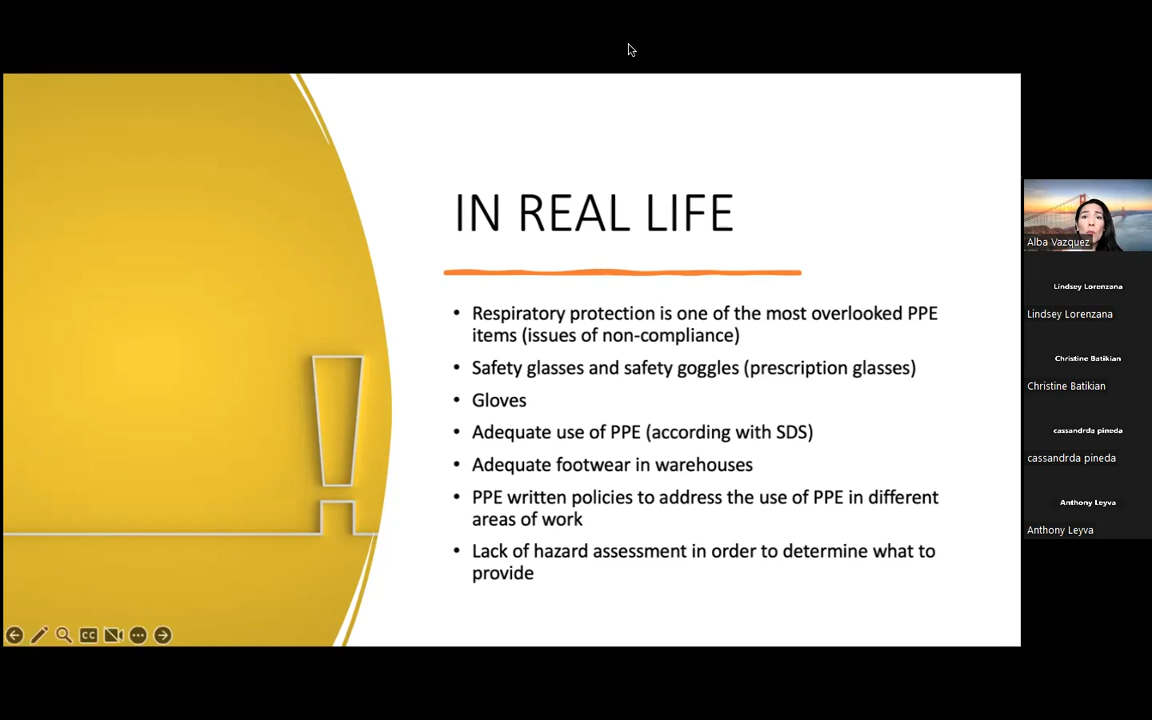 IN REAL LIFE
• Respiratory protection is one of the most overlooked PPE
items (issues of non-compliance)
• Safety glasses and safety goggles (prescription glasses)
• Gloves
• Adequate use of PPE (according with SDS)
• Adequate footwear in warehouses
• PPE written policies to address the use of PPE in different
areas of work
• Lack of hazard assessment in order to determine what to
provide
CC
Alba Vazquez
Lindsey Lorenzana
Lindsey Lorenzana
Christine Batikian
Christine Batikian
cassandrda pineda
cassandrda pineda
Anthony Leyva
Anthony Leyva